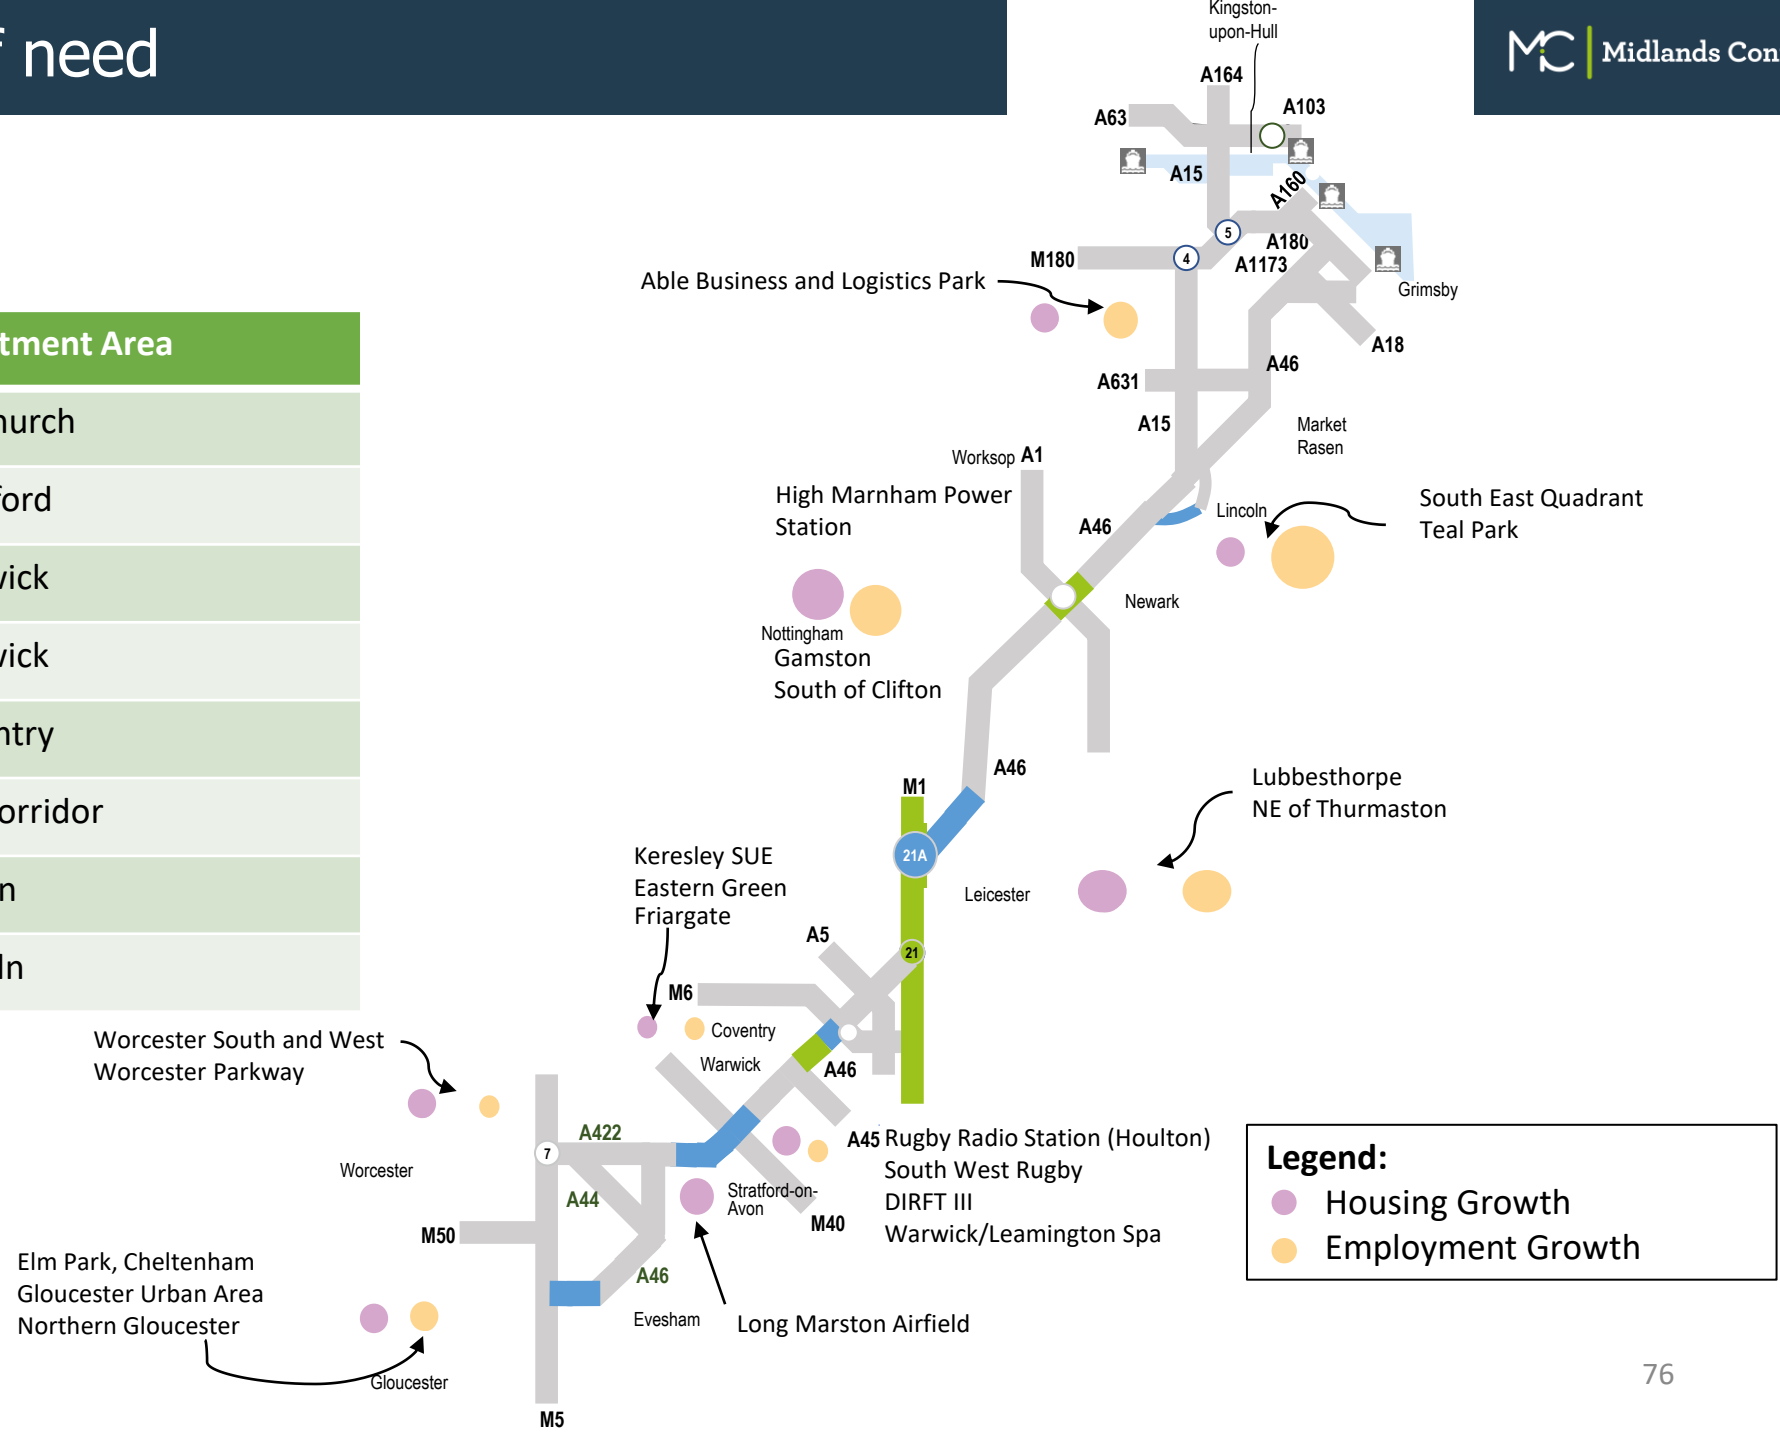 need
Midlands Con
tment Area
hurch
ford
vick
vick
ntry
orridor
n
ln
Kingston-
upon-Hull
A164
A63
A103
A15
A160
5
A180
M180
4
A1173
Grimsby
Able Business and Logistics Park
A18
A46
A631
A15
Market
Rasen
Worksop A1
High Marnham Power
Station
A46
Lincoln
South East Quadrant
Teal Park
Newark
Nottingham
Gamston
South of Clifton
A46
M1
Lubbesthorpe
NE of Thurmaston
21A
Keresley SUE
Eastern Green
Friargate
Leicester
A5
21
M6
Coventry
Warwick
A46
Worcester South and West
Worcester Parkway
A422
7
Worcester
A44
A45 Rugby Radio Station (Houlton)
South West Rugby
DIRFT III
Warwick/Leamington Spa
Stratford-on-
Avon
M40
M50
Elm Park, Cheltenham
Gloucester Urban Area
Northern Gloucester
A46
Evesham
Long Marston Airfield
Gloucester
M5
Legend:
Housing Growth
Employment Growth
76